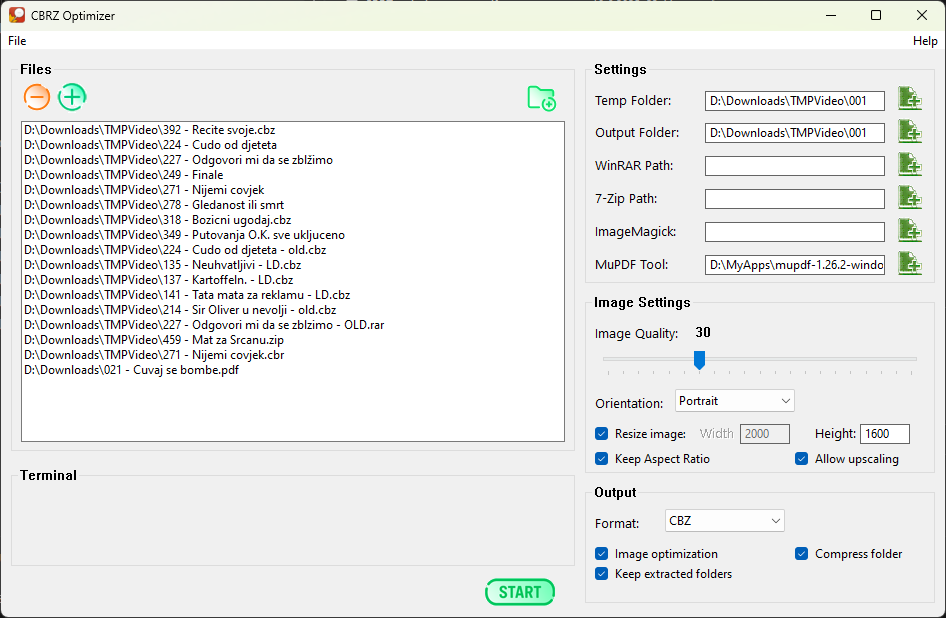 CBRZ Optimizer
File
Help
Files
D:\Downloads\TMPVideo\392 - Recite svoje.cbz
D:\Downloads\TMPVideo\224 - Cudo od djeteta
D:\Downloads\TMPVideo\227 - Odgovori mi da se zblžimo
D:\Downloads\TMPVideo\249 - Finale
D:\Downloads\TMPVideo\271 - Nijemi covjek
D:\Downloads\TMPVideo\278 - Gledanost ili smrt
D:\Downloads\TMPVideo\318 - Bozicni ugodaj.cbz
D:\Downloads\TMPVideo\349 - Putovanja O.K. sve ukljuceno
D:\Downloads\TMPVideo\224 - Cudo od djeteta - old.cbz
D:\Downloads\TMPVideo\135 - Neuhvatljivi - LD.cbz
D:\Downloads\TMPVideo\137 - Kartoffeln. - LD.cbz
D:\Downloads\TMPVideo\141 - Tata mata za reklamu - LD.cbz
D:\Downloads\TMPVideo\214 - Sir Oliver u nevolji - old.cbz
D:\Downloads\TMPVideo\227 - Odgovori mi da se zblzimo - OLD.rar
D:\Downloads\TMPVideo\459 - Mat za Srcanu.zip
D:\Downloads\TMPVideo\271 - Nijemi covjek.cbr
D:\Downloads\021 - Cuvaj se bombe.pdf
Terminal
START
Settings
Temp Folder: D:\Downloads\TMPVideo\001
Output Folder: D:\Downloads\TMPVideo\001
WinRAR Path:
7-Zip Path:
ImageMagick:
MuPDF Tool: D:\MyApps\mupdf-1.26.2-windo
Image Settings
Image Quality: 30
Orientation: Portrait
Resize image: Width 2000 Height: 1600
Keep Aspect Ratio Allow upscaling
Output
Format: CBZ
Image optimization Compress folder
Keep extracted folders